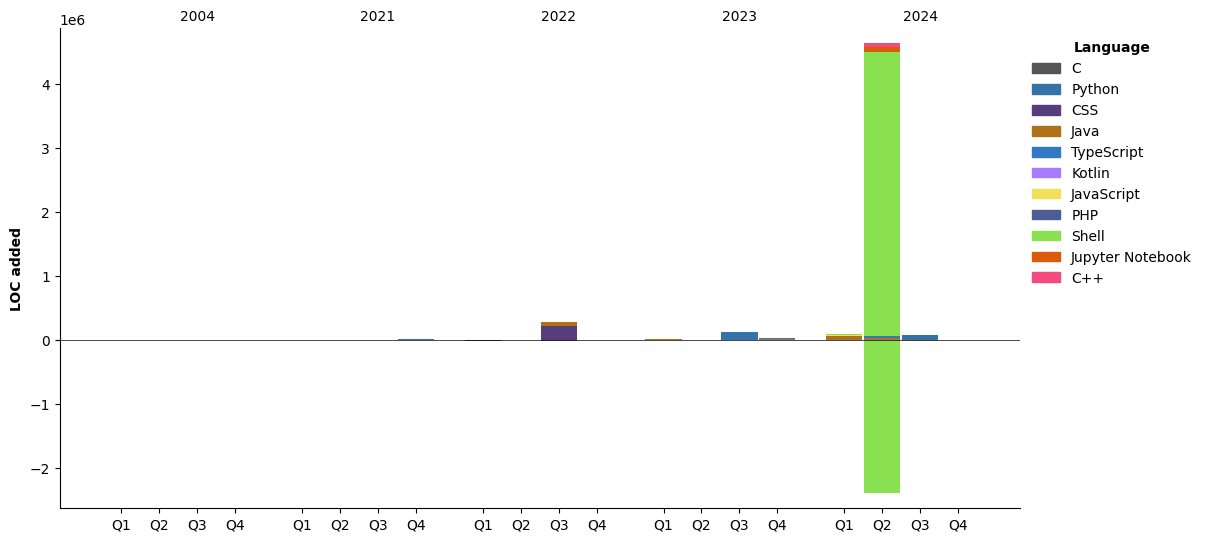 2004 2021 2022 2023 2024
1e6
Language
C
Python
CSS
Java
TypeScript
Kotlin
JavaScript
PHP
Shell
Jupyter Notebook
C++
LOC added
4
3
2
1
0
−1
−2
Q1 Q2 Q3 Q4 Q1 Q2 Q3 Q4 Q1 Q2 Q3 Q4 Q1 Q2 Q3 Q4 Q1 Q2 Q3 Q4